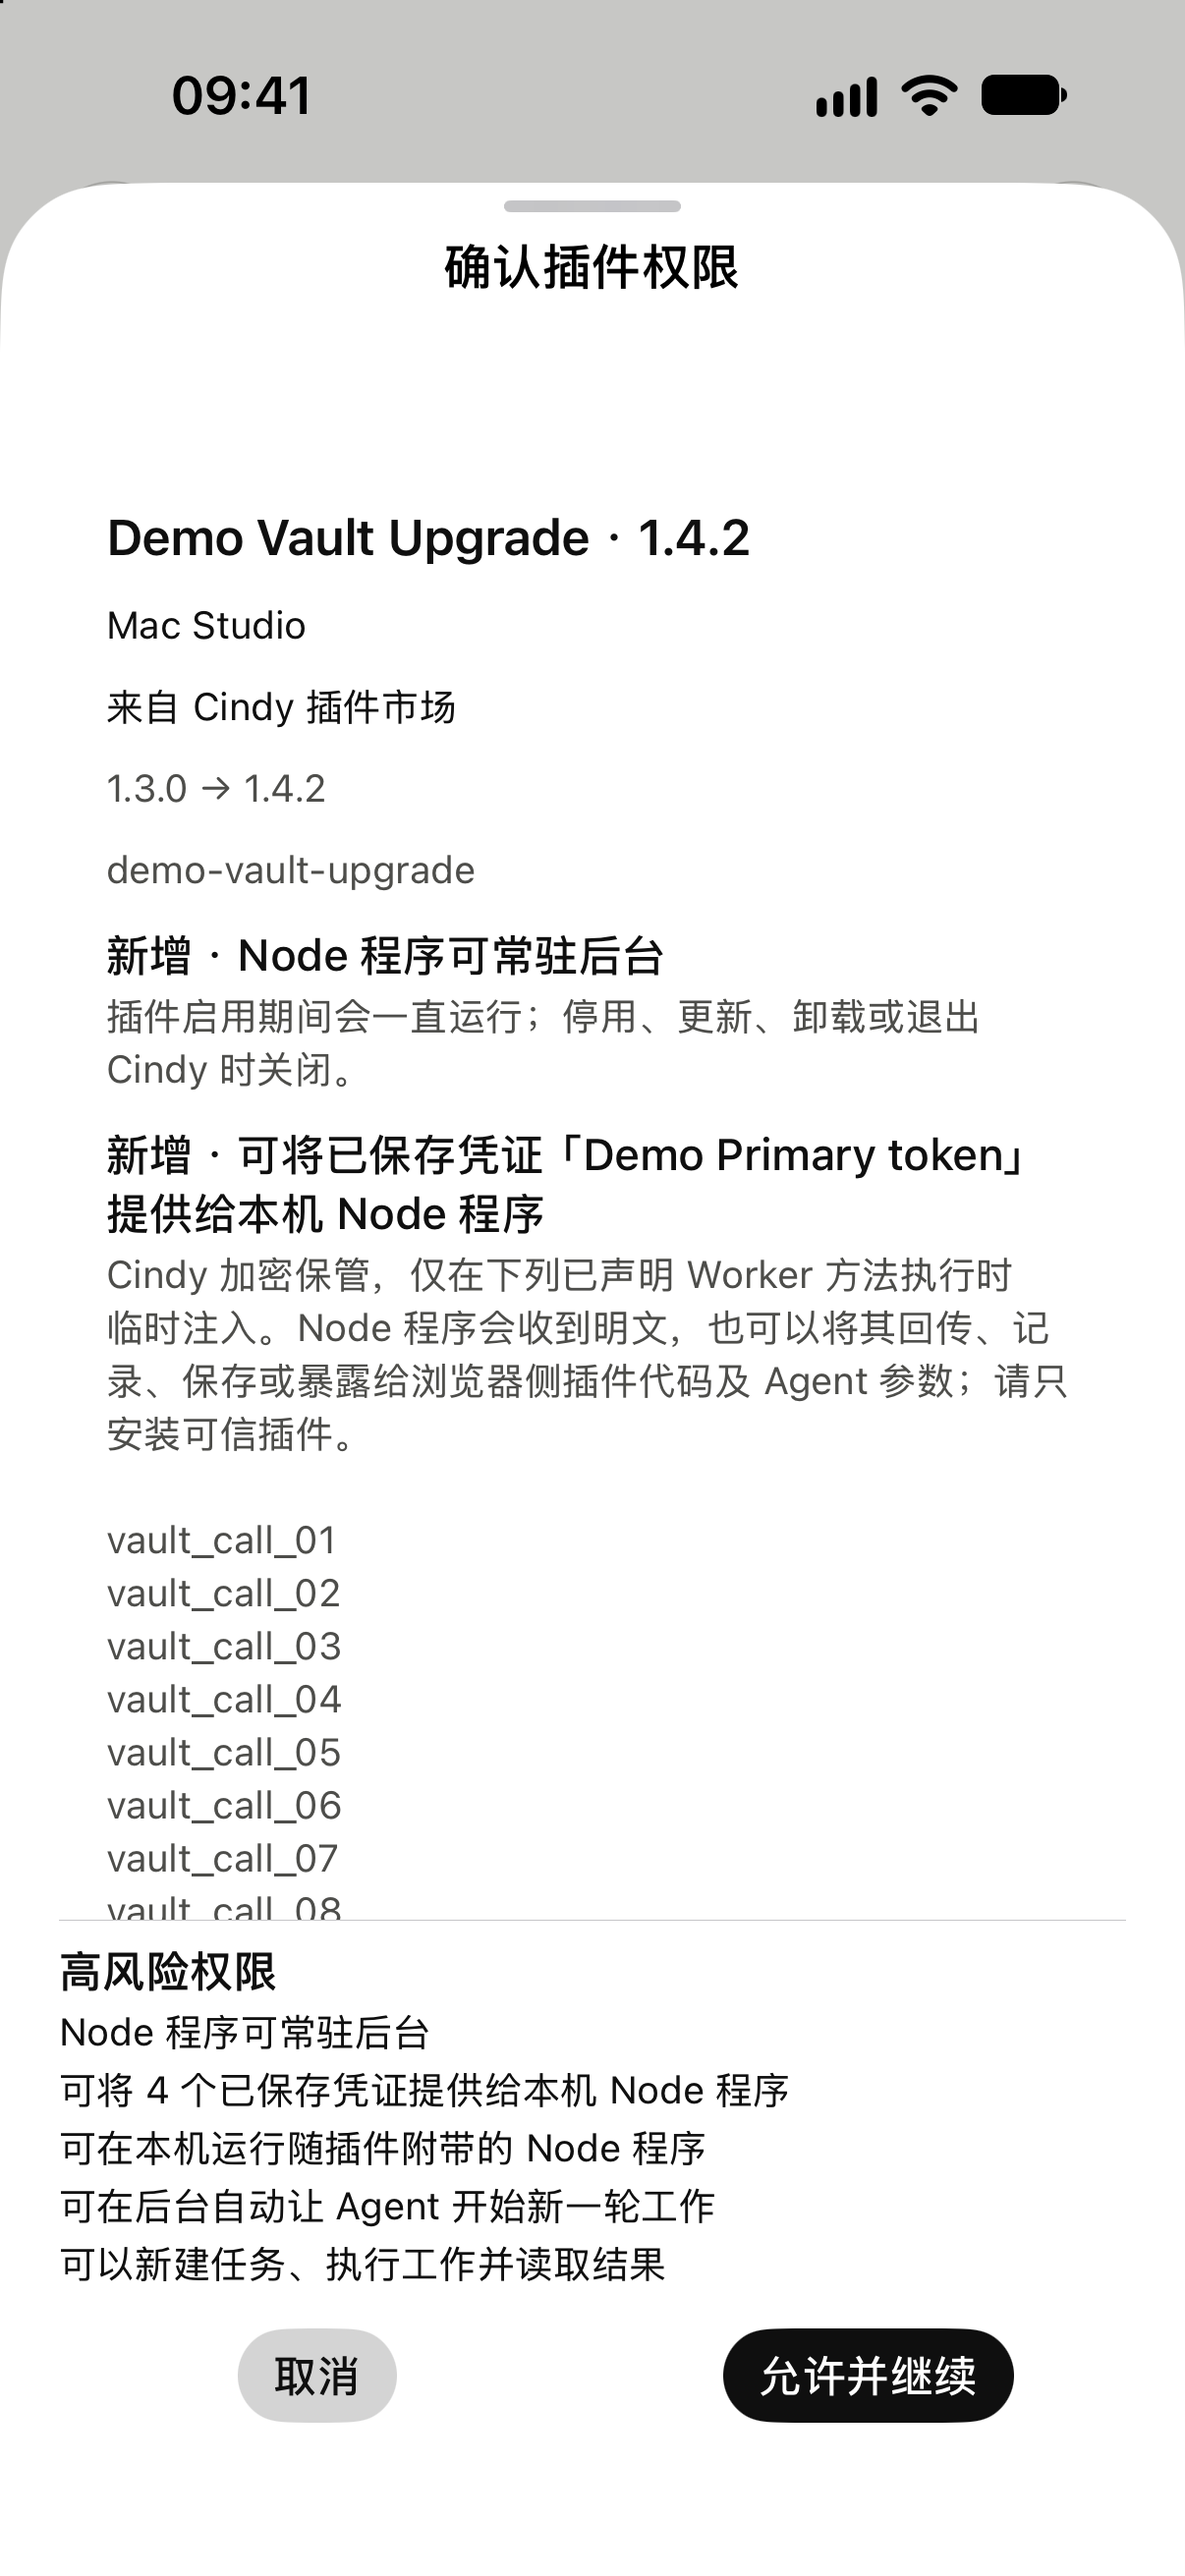 09:41
确认插件权限
Demo Vault Upgrade · 1.4.2
Mac Studio
来自 Cindy 插件市场
1.3.0 → 1.4.2
demo-vault-upgrade
新增 · Node 程序可常驻后台
插件启用期间会一直运行；停用、更新、卸载或退出
Cindy 时关闭。
新增 · 可将已保存凭证「Demo Primary token」
提供给本机 Node 程序
Cindy 加密保管，仅在下列已声明 Worker 方法执行时
临时注入。Node 程序会收到明文，也可以将其回传、记
录、保存或暴露给浏览器侧插件代码及 Agent 参数；请只
安装可信插件。
vault_call_01
vault_call_02
vault_call_03
vault_call_04
vault_call_05
vault_call_06
vault_call_07
vault_call_08
高风险权限
Node 程序可常驻后台
可将 4 个已保存凭证提供给本机 Node 程序
可在本机运行随插件附带的 Node 程序
可在后台自动让 Agent 开始新一轮工作
可以新建任务、执行工作并读取结果
取消
允许并继续